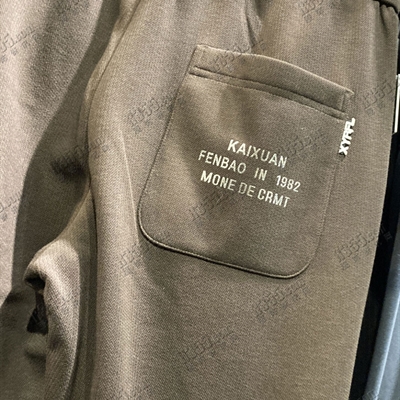 KAIXUAN
FENBAO IN 1982
MONE DE CRMT